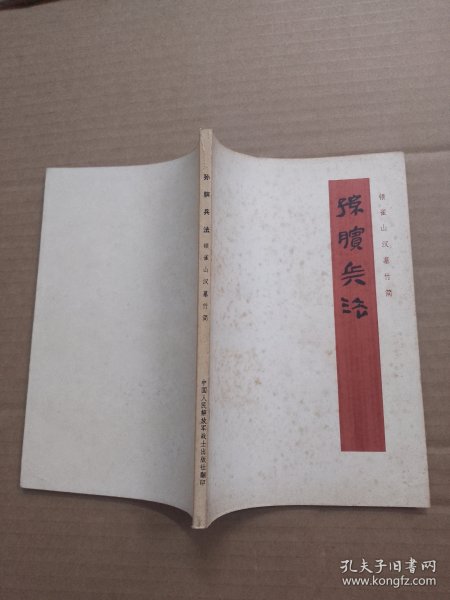 孙膑兵法
银雀山汉墓竹简
孙膑兵法 银雀山汉墓竹简
中国人民解放军战士出版社翻印
孔夫子旧书网
www.kongfz.com